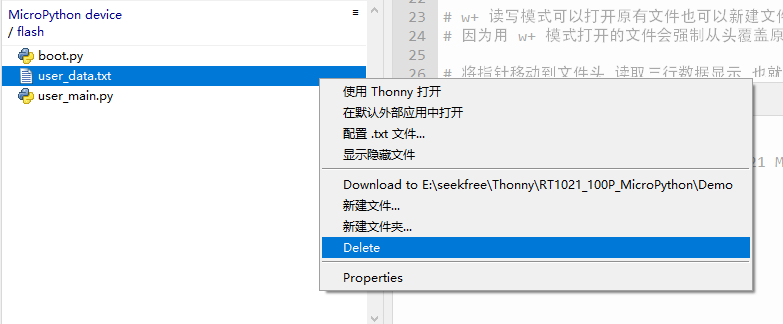 MicroPython device
/ flash
boot.py
user_data.txt
user_main.py
22
23 # w+ 读写模式可以打开原有文件也可以新建文件
24 # 因为用 w+ 模式打开的文件会强制从头覆盖原
25
26 # 将指针移动到文件头 读取三行数据显示 也就
21 M
使用 Thonny 打开
在默认外部应用中打开
配置 .txt 文件...
显示隐藏文件
Download to E:\seekfree\Thonny\RT1021_100P_MicroPython\Demo
新建文件...
新建文件夹...
Delete
Properties